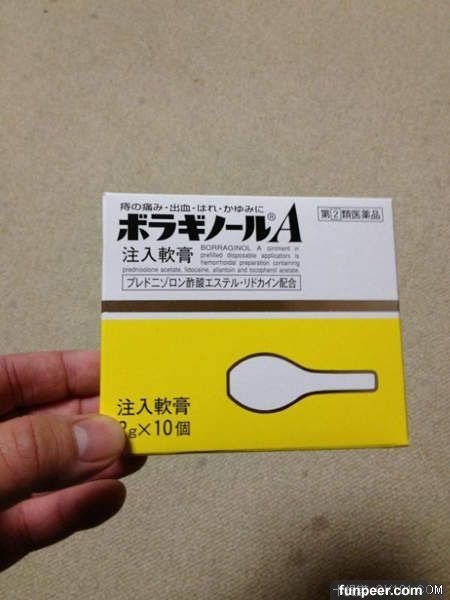 痔の痛み・出血・はれ・かゆみに
ボラギノール®A
第②類医薬品
注入軟膏
BORRAGINOL A ointment in
prefilled disposable applicators is
hemorrhoidal preparation containing
prednisolone acetate, lidocaine, allantoin and tocopherol acetate.
プレドニゾロン酢酸エステル・リドカイン配合
注入軟膏
2g×10個
funpeer.com